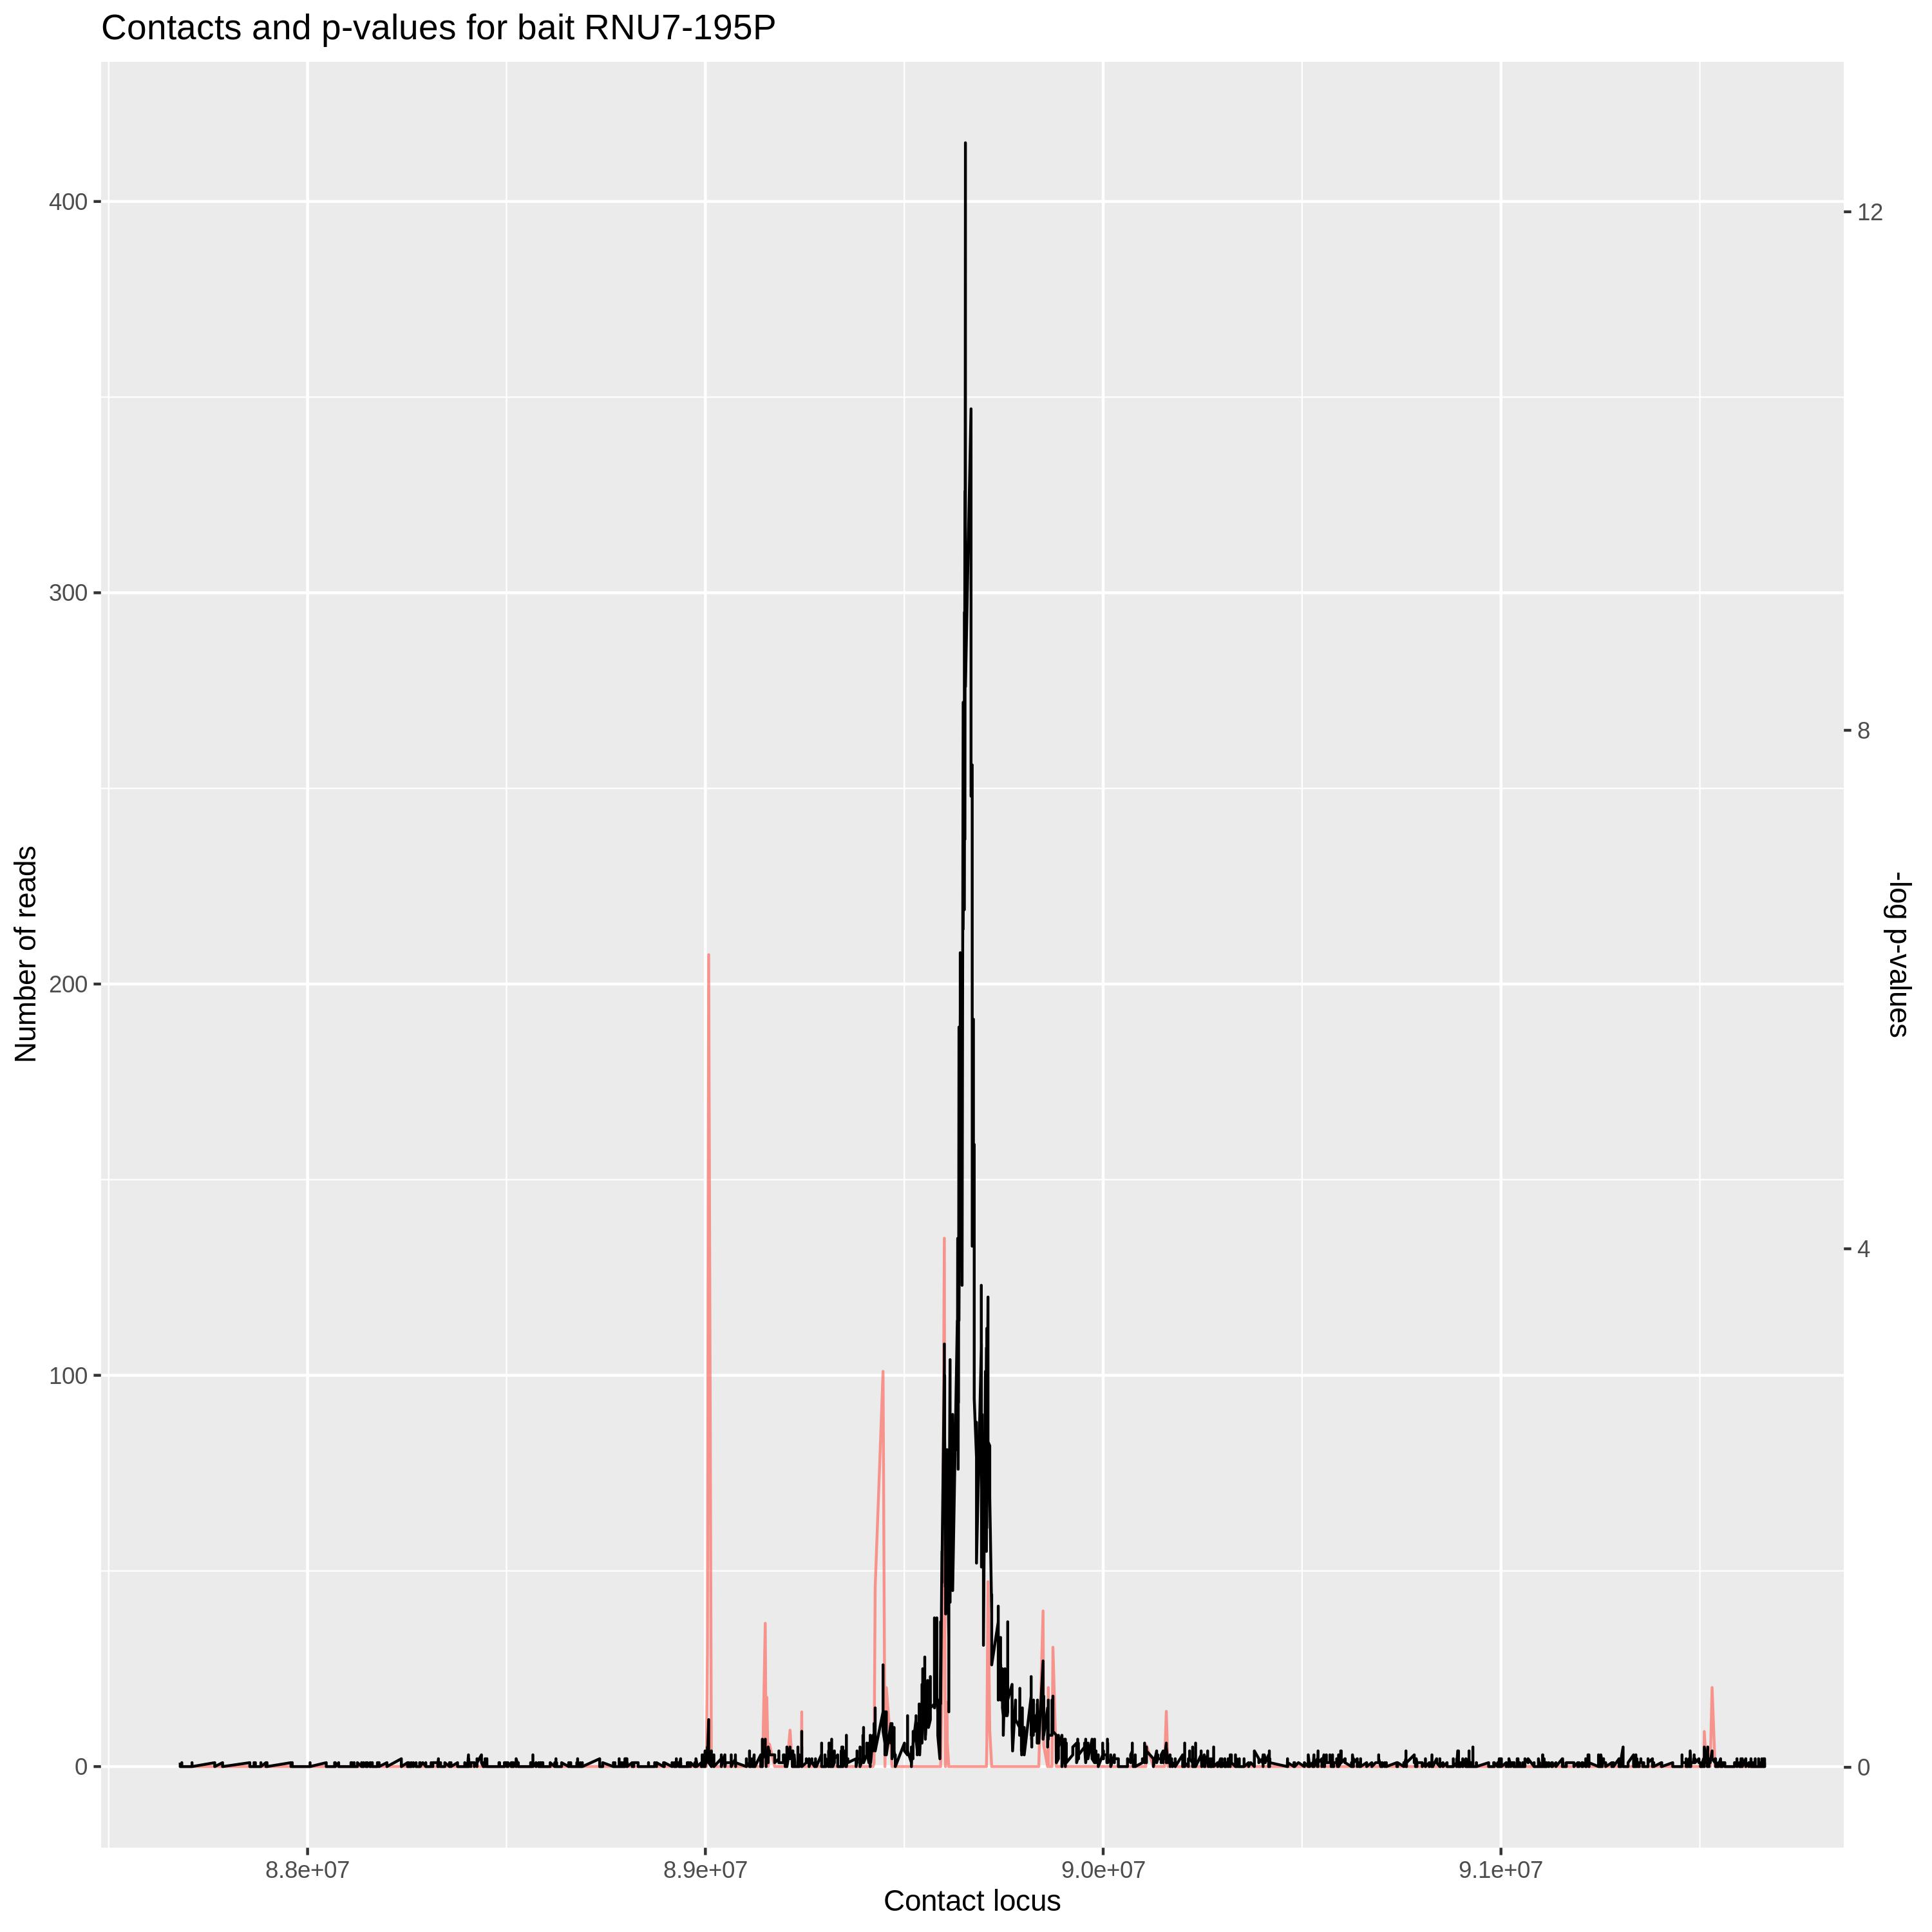 Contacts and p-values for bait RNU7-195P
400
300
200
100
0
12
8
4
0
Number of reads
-log p-values
8.8e+07
8.9e+07
9.0e+07
9.1e+07
Contact locus